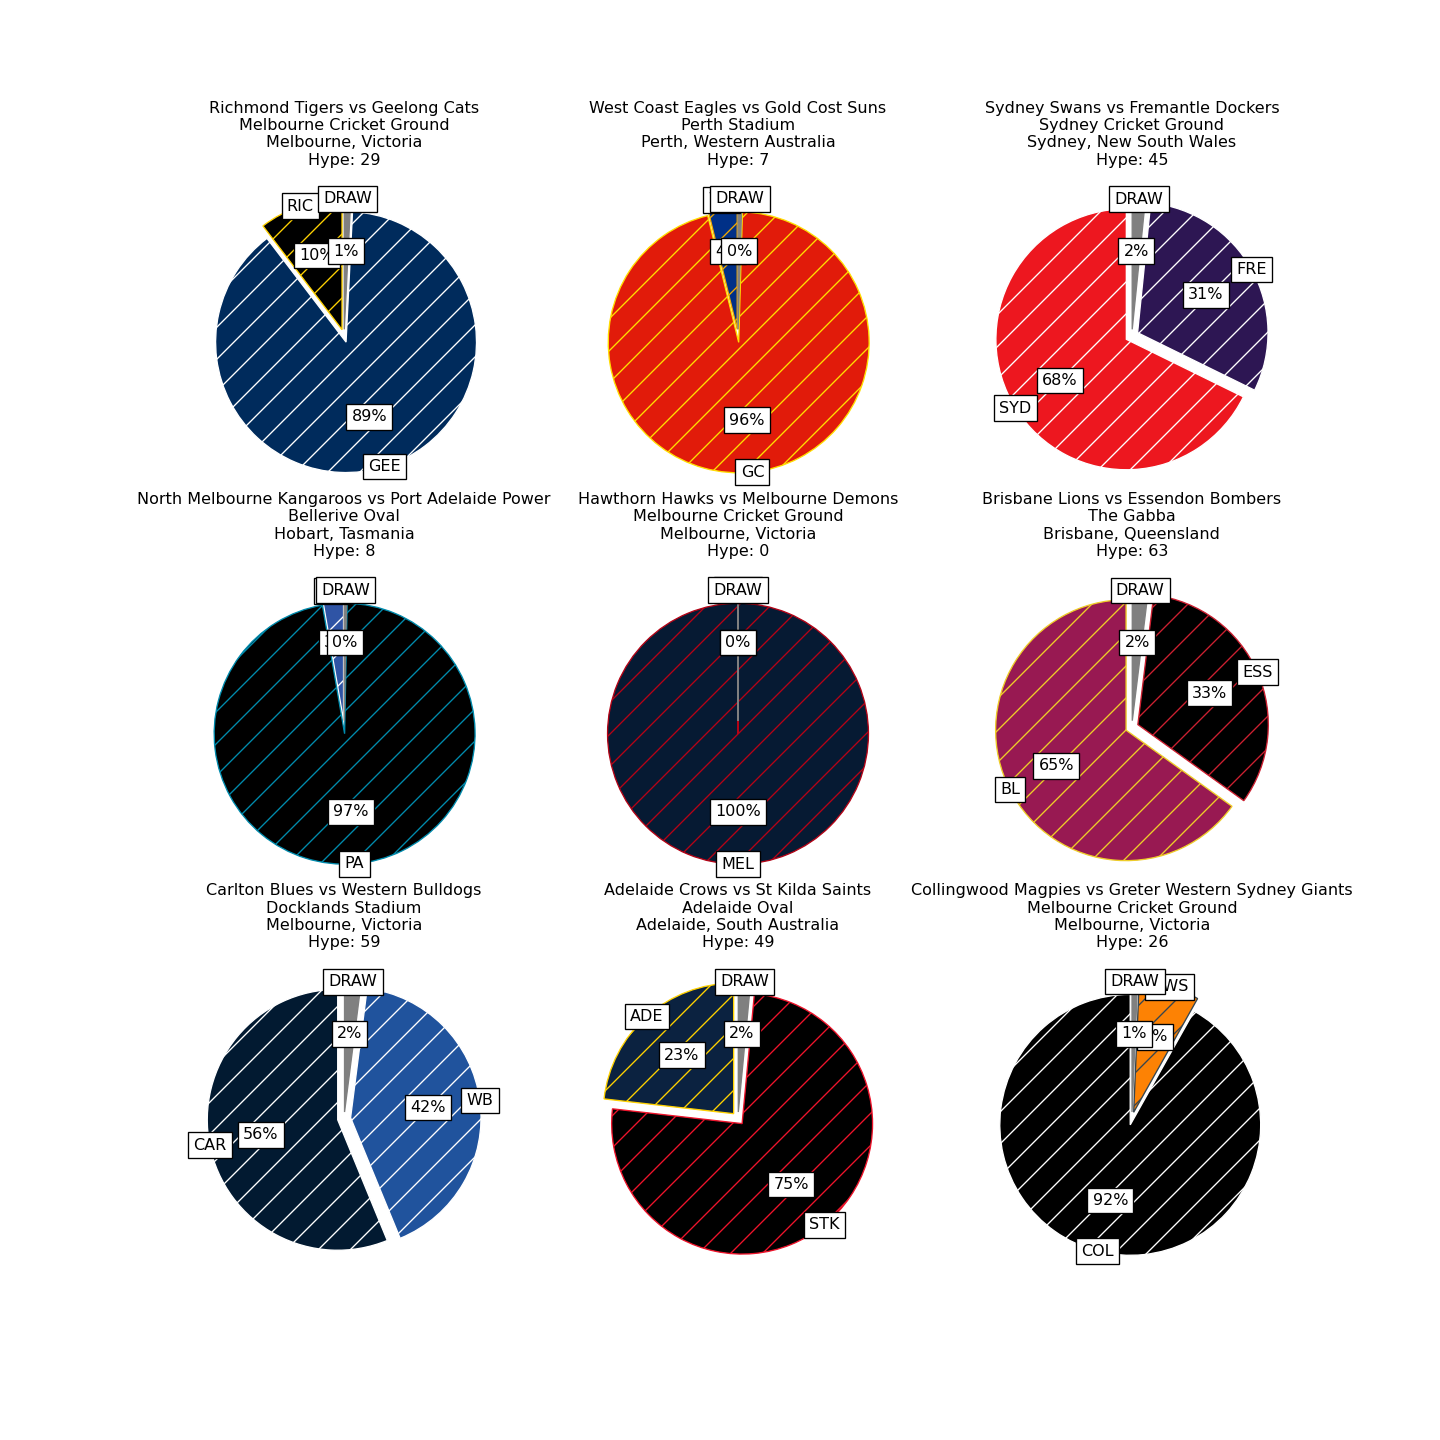 Richmond Tigers vs Geelong Cats
Melbourne Cricket Ground
Melbourne, Victoria
Hype: 29
RIC
DRAW
10%
1%
89%
GEE
West Coast Eagles vs Gold Cost Suns
Perth Stadium
Perth, Western Australia
Hype: 7
DRAW
0%
96%
GC
Sydney Swans vs Fremantle Dockers
Sydney Cricket Ground
Sydney, New South Wales
Hype: 45
DRAW
2%
FRE
31%
68%
SYD
North Melbourne Kangaroos vs Port Adelaide Power
Bellerive Oval
Hobart, Tasmania
Hype: 8
DRAW
0%
97%
PA
Hawthorn Hawks vs Melbourne Demons
Melbourne Cricket Ground
Melbourne, Victoria
Hype: 0
DRAW
0%
100%
MEL
Brisbane Lions vs Essendon Bombers
The Gabba
Brisbane, Queensland
Hype: 63
DRAW
2%
ESS
33%
65%
BL
Carlton Blues vs Western Bulldogs
Docklands Stadium
Melbourne, Victoria
Hype: 59
DRAW
2%
WB
42%
56%
CAR
Adelaide Crows vs St Kilda Saints
Adelaide Oval
Adelaide, South Australia
Hype: 49
DRAW
ADE
2%
23%
75%
STK
Collingwood Magpies vs Greter Western Sydney Giants
Melbourne Cricket Ground
Melbourne, Victoria
Hype: 26
DRAW
WS
1%
%
92%
COL